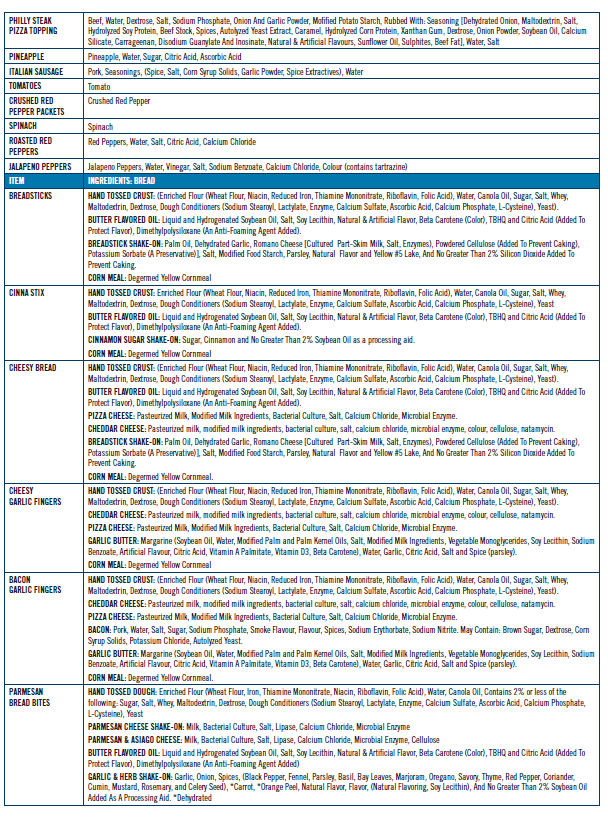 PHILLY STEAK
PIZZA TOPPING
Beef, Water, Dextrose, Salt, Sodium Phosphate, Onion And Garlic Powder, Mofified Potato Starch, Rubbed With: Seasoning [Dehydrated Onion, Maltodextrin, Salt,
Hydrolyzed Soy Protein, Beef Stock, Spices, Autolyzed Yeast Extract, Caramel, Hydrolyzed Corn Protein, Xanthan Gum, Dextrose, Onion Powder, Soybean Oil, Calcium
Silicate, Carrageenan, Disodium Guanylate And Inosinate, Natural & Artificial Flavours, Sunflower Oil, Sulphites, Beef Fat], Water, Salt
PINEAPPLE
Pineapple, Water, Sugar, Citric Acid, Ascorbic Acid
ITALIAN SAUSAGE
Pork, Seasonings, (Spice, Salt, Corn Syrup Solids, Garlic Powder, Spice Extractives), Water
TOMATOES
Tomato
CRUSHED RED
PEPPER PACKETS
Crushed Red Pepper
SPINACH
Spinach
ROASTED RED
PEPPERS
Red Peppers, Water, Salt, Citric Acid, Calcium Chloride
JALAPENO PEPPERS
Jalapeno Peppers, Water, Vinegar, Salt, Sodium Benzoate, Calcium Chloride, Colour (contains tartrazine)
ITEM
INGREDIENTS: BREAD
BREADSTICKS
HAND TOSSED CRUST: (Enriched Flour (Wheat Flour, Niacin, Reduced Iron, Thiamine Mononitrate, Riboflavin, Folic Acid), Water, Canola Oil, Sugar, Salt, Whey,
Maltodextrin, Dextrose, Dough Conditioners (Sodium Stearoyl, Lactylate, Enzyme, Calcium Sulfate, Ascorbic Acid, Calcium Phosphate, L-Cysteine), Yeast).
BUTTER FLAVORED OIL: Liquid and Hydrogenated Soybean Oil, Salt, Soy Lecithin, Natural & Artificial Flavor, Beta Carotene (Color), TBHQ and Citric Acid (Added To
Protect Flavor), Dimethylpolysiloxane (An Anti-Foaming Agent Added).
BREADSTICK SHAKE-ON: Palm Oil, Dehydrated Garlic, Romano Cheese [Cultured Part-Skim Milk, Salt, Enzymes), Powdered Cellulose (Added To Prevent Caking),
Potassium Sorbate (A Preservative)], Salt, Modified Food Starch, Parsley, Natural Flavor and Yellow #5 Lake, And No Greater Than 2% Silicon Dioxide Added To
Prevent Caking.
CORN MEAL: Degermed Yellow Cornmeal
CINNA STIX
HAND TOSSED CRUST: Enriched Flour (Wheat Flour, Niacin, Reduced Iron, Thiamine Mononitrate, Riboflavin, Folic Acid), Water, Canola Oil, Sugar, Salt, Whey,
Maltodextrin, Dextrose, Dough Conditioners (Sodium Stearoyl, Lactylate, Enzyme, Calcium Sulfate, Ascorbic Acid, Calcium Phosphate, L-Cysteine), Yeast
BUTTER FLAVORED OIL: Liquid and Hydrogenated Soybean Oil, Salt, Soy Lecithin, Natural & Artificial Flavor, Beta Carotene (Color), TBHQ and Citric Acid (Added To
Protect Flavor), Dimethylpolysiloxane (An Anti-Foaming Agent Added).
CINNAMON SUGAR SHAKE-ON: Sugar, Cinnamon and No Greater Than 2% Soybean Oil as a processing aid.
CORN MEAL: Degermed Yellow Cornmeal
CHEESY BREAD
HAND TOSSED CRUST: (Enriched Flour (Wheat Flour, Niacin, Reduced Iron, Thiamine Mononitrate, Riboflavin, Folic Acid), Water, Canola Oil, Sugar, Salt, Whey,
Maltodextrin, Dextrose, Dough Conditioners (Sodium Stearoyl, Lactylate, Enzyme, Calcium Sulfate, Ascorbic Acid, Calcium Phosphate, L-Cysteine), Yeast).
BUTTER FLAVORED OIL: Liquid and Hydrogenated Soybean Oil, Salt, Soy Lecithin, Natural & Artificial Flavor, Beta Carotene (Color), TBHQ and Citric Acid (Added To
Protect Flavor), Dimethylpolysiloxane (An Anti-Foaming Agent Added).
PIZZA CHEESE: Pasteurized Milk, Modified Milk Ingredients, Bacterial Culture, Salt, Calcium Chloride, Microbial Enzyme.
CHEDDAR CHEESE: Pasteurized milk, modified milk ingredients, bacterial culture, salt, calcium chloride, microbial enzyme, colour, cellulose, natamycin.
BREADSTICK SHAKE-ON: Palm Oil, Dehydrated Garlic, Romano Cheese [Cultured Part-Skim Milk, Salt, Enzymes), Powdered Cellulose (Added To Prevent Caking),
Potassium Sorbate (A Preservative)], Salt, Modified Food Starch, Parsley, Natural Flavor and Yellow #5 Lake, And No Greater Than 2% Silicon Dioxide Added To
Prevent Caking.
CORN MEAL: Degermed Yellow Cornmeal.
CHEESY
GARLIC FINGERS
HAND TOSSED CRUST: (Enriched Flour (Wheat Flour, Niacin, Reduced Iron, Thiamine Mononitrate, Riboflavin, Folic Acid), Water, Canola Oil, Sugar, Salt, Whey,
Maltodextrin, Dextrose, Dough Conditioners (Sodium Stearoyl, Lactylate, Enzyme, Calcium Sulfate, Ascorbic Acid, Calcium Phosphate, L-Cysteine), Yeast).
CHEDDAR CHEESE: Pasteurized milk, modified milk ingredients, bacterial culture, salt, calcium chloride, microbial enzyme, colour, cellulose, natamycin.
PIZZA CHEESE: Pasteurized Milk, Modified Milk Ingredients, Bacterial Culture, Salt, Calcium Chloride, Microbial Enzyme.
GARLIC BUTTER: Margarine (Soybean Oil, Water, Modified Palm and Palm Kernel Oils, Salt, Modified Milk Ingredients, Vegetable Monoglycerides, Soy Lecithin, Sodium
Benzoate, Artificial Flavour, Citric Acid, Vitamin A Palmitate, Vitamin D3, Beta Carotene), Water, Garlic, Citric Acid, Salt and Spice (parsley).
CORN MEAL: Degermed Yellow Cornmeal
BACON
GARLIC FINGERS
HAND TOSSED CRUST: (Enriched Flour (Wheat Flour, Niacin, Reduced Iron, Thiamine Mononitrate, Riboflavin, Folic Acid), Water, Canola Oil, Sugar, Salt, Whey,
Maltodextrin, Dextrose, Dough Conditioners (Sodium Stearoyl, Lactylate, Enzyme, Calcium Sulfate, Ascorbic Acid, Calcium Phosphate, L-Cysteine), Yeast).
CHEDDAR CHEESE: Pasteurized milk, modified milk ingredients, bacterial culture, salt, calcium chloride, microbial enzyme, colour, cellulose, natamycin.
PIZZA CHEESE: Pasteurized Milk, Modified Milk Ingredients, Bacterial Culture, Salt, Calcium Chloride, Microbial Enzyme.
BACON: Pork, Water, Salt, Sugar, Sodium Phosphate, Smoke Flavour, Flavour, Spices, Sodium Erythorbate, Sodium Nitrite. May Contain: Brown Sugar, Dextrose, Corn
Syrup Solids, Potassium Chloride, Autolyzed Yeast.
GARLIC BUTTER: Margarine (Soybean Oil, Water, Modified Palm and Palm Kernel Oils, Salt, Modified Milk Ingredients, Vegetable Monoglycerides, Soy Lecithin, Sodium
Benzoate, Artificial Flavour, Citric Acid, Vitamin A Palmitate, Vitamin D3, Beta Carotene), Water, Garlic, Citric Acid, Salt and Spice (parsley).
CORN MEAL: Degermed Yellow Cornmeal.
PARMESAN
BREAD BITES
HAND TOSSED DOUGH: Enriched Flour (Wheat Flour, Iron, Thiamine Mononitrate, Niacin, Riboflavin, Folic Acid), Water, Canola Oil, Contains 2% or less of the
following: Sugar, Salt, Whey, Maltodextrin, Dextrose, Dough Conditioners (Sodium Stearoyl, Lactylate, Enzyme, Calcium Sulfate, Ascorbic Acid, Calcium Phosphate,
L-Cysteine), Yeast
PARMESAN CHEESE SHAKE-ON: Milk, Bacterial Culture, Salt, Lipase, Calcium Chloride, Microbial Enzyme
PARMESAN & ASIAGO CHEESE: Milk, Bacterial Culture, Salt, Lipase, Calcium Chloride, Microbial Enzyme, Cellulose
BUTTER FLAVORED OIL: Liquid and Hydrogenated Soybean Oil, Salt, Soy Lecithin, Natural & Artificial Flavor, Beta Carotene (Color), TBHQ and Citric Acid (Added To
Protect Flavor), Dimethylpolysiloxane (An Anti-Foaming Agent Added)
GARLIC & HERB SHAKE-ON: Garlic, Onion, Spices, (Black Pepper, Fennel, Parsley, Basil, Bay Leaves, Marjoram, Oregano, Savory, Thyme, Red Pepper, Coriander,
Cumin, Mustard, Rosemary, and Celery Seed), *Carrot, *Orange Peel, Natural Flavor, Flavor, (Natural Flavoring, Soy Lecithin), And No Greater Than 2% Soybean Oil
Added As A Processing Aid. *Dehydrated